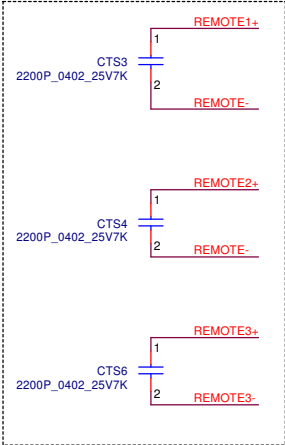 REMOTE1+
1
CTS3
2200P_0402_25V7K
2
REMOTE-
REMOTE2+
1
CTS4
2200P_0402_25V7K
2
REMOTE-
REMOTE3+
1
CTS6
2200P_0402_25V7K
2
REMOTE3-